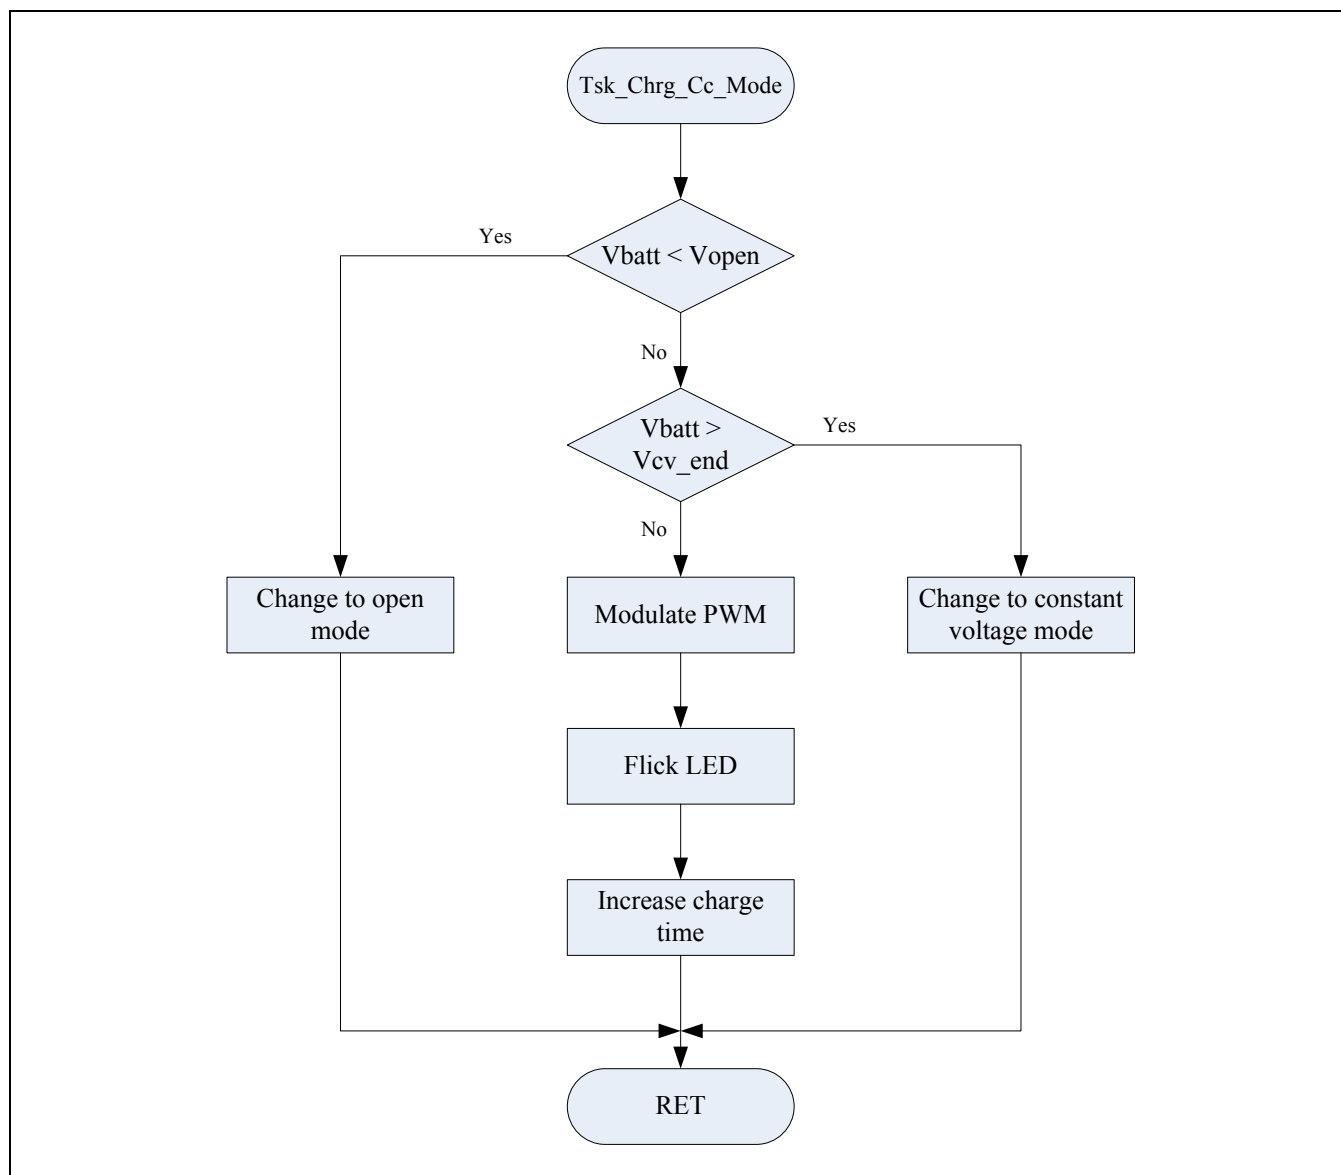 Tsk_Chrg_Cc_Mode
Yes
Vbatt < Vopen
No
Vbatt >
Vcv_end
Yes
No
Change to open
mode
Modulate PWM
Change to constant
voltage mode
Flick LED
Increase charge
time
RET